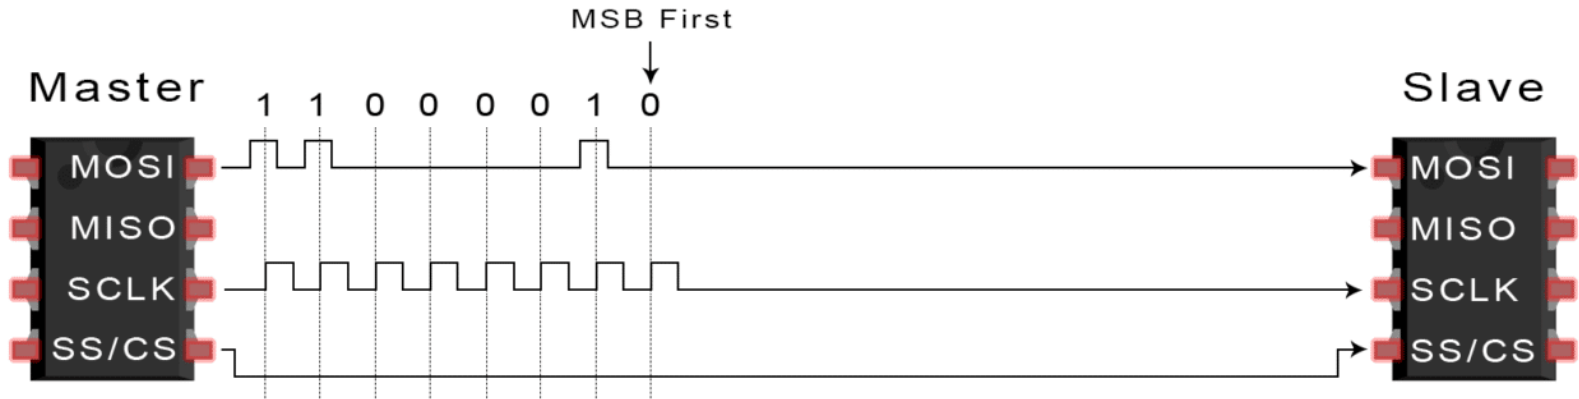 MSB First
Master
1 1 0 0 0 0 1 0
Slave
MOSI
MISO
SCLK
SS/CS
MOSI
MISO
SCLK
SS/CS